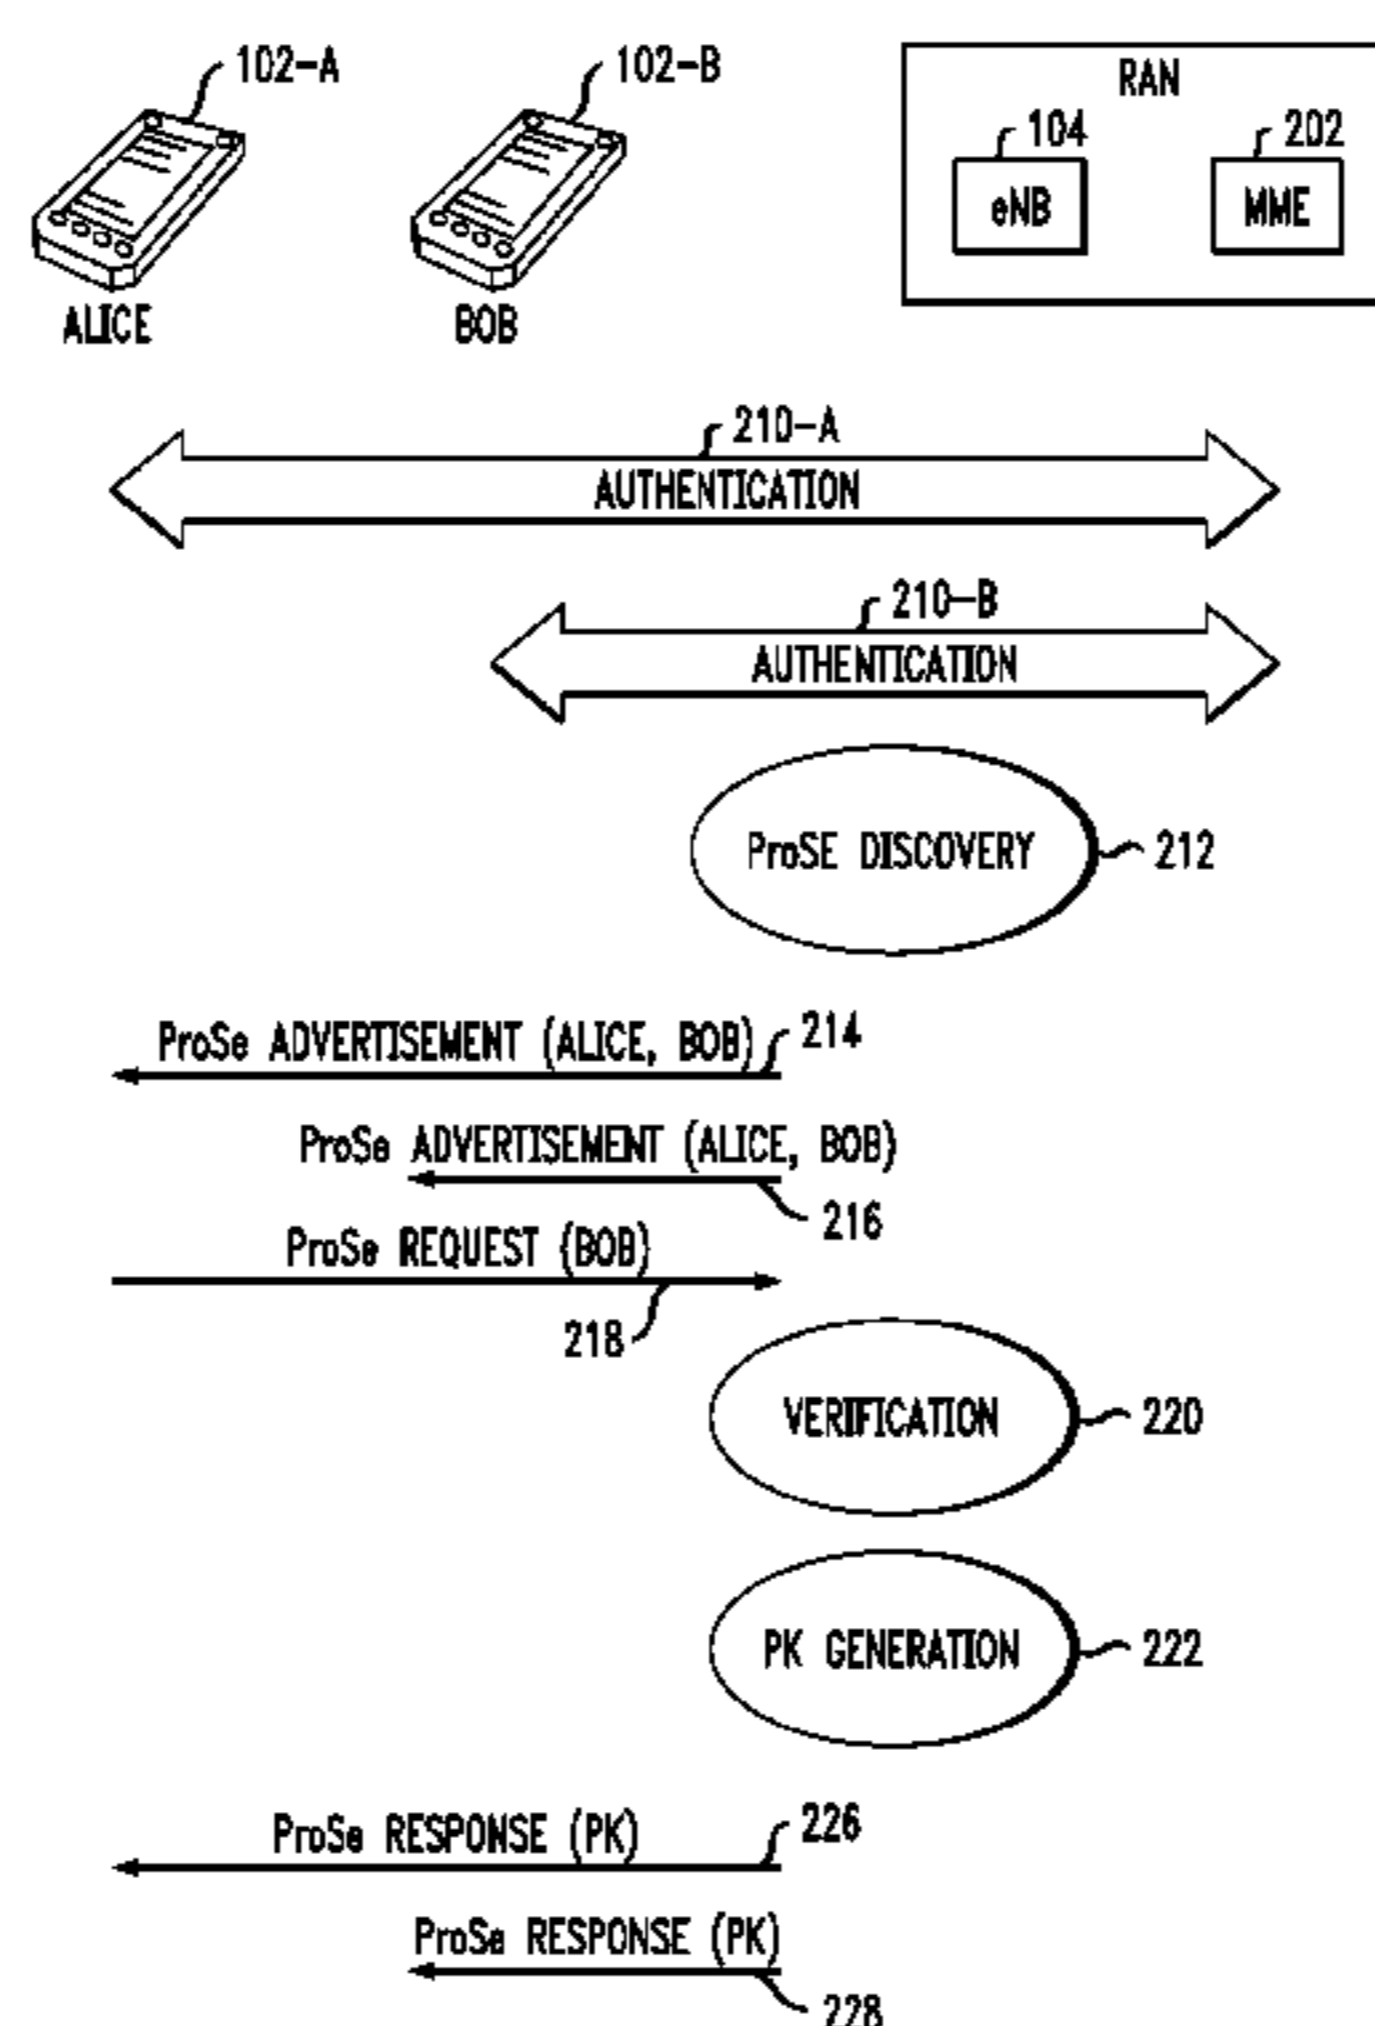 102-A
102-B
RAN
104
202
eNB
MME
ALICE
BOB
210-A
AUTHENTICATION
210-B
AUTHENTICATION
ProSE DISCOVERY
212
ProSe ADVERTISEMENT (ALICE, BOB)
214
ProSe ADVERTISEMENT (ALICE, BOB)
216
ProSe REQUEST (BOB)
218
VERIFICATION
220
PK GENERATION
222
ProSe RESPONSE (PK)
226
ProSe RESPONSE (PK)
228